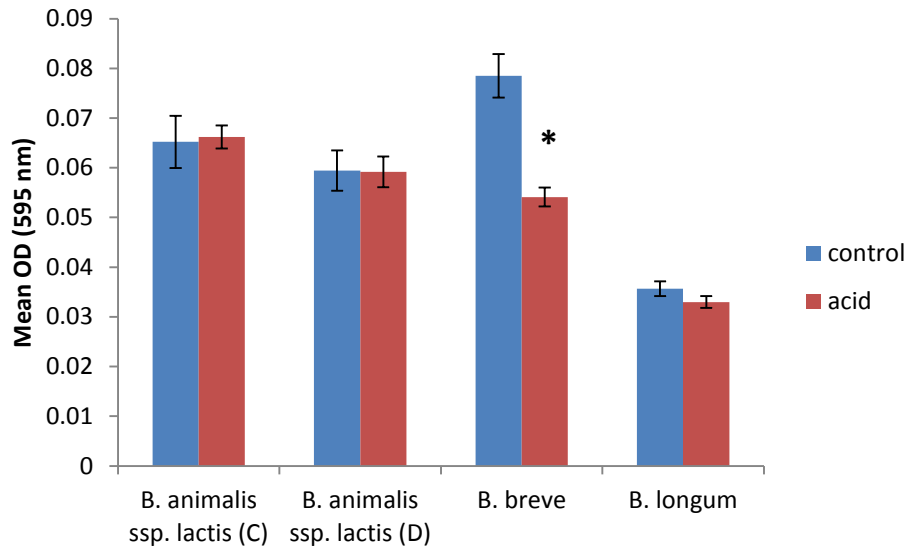 0.09
0.08
0.07
0.06
0.05
0.04
0.03
0.02
0.01
0
Mean OD (595 nm)
*
control
acid
B. animalis
ssp. lactis (C)
B. animalis
ssp. lactis (D)
B. breve
B. longum